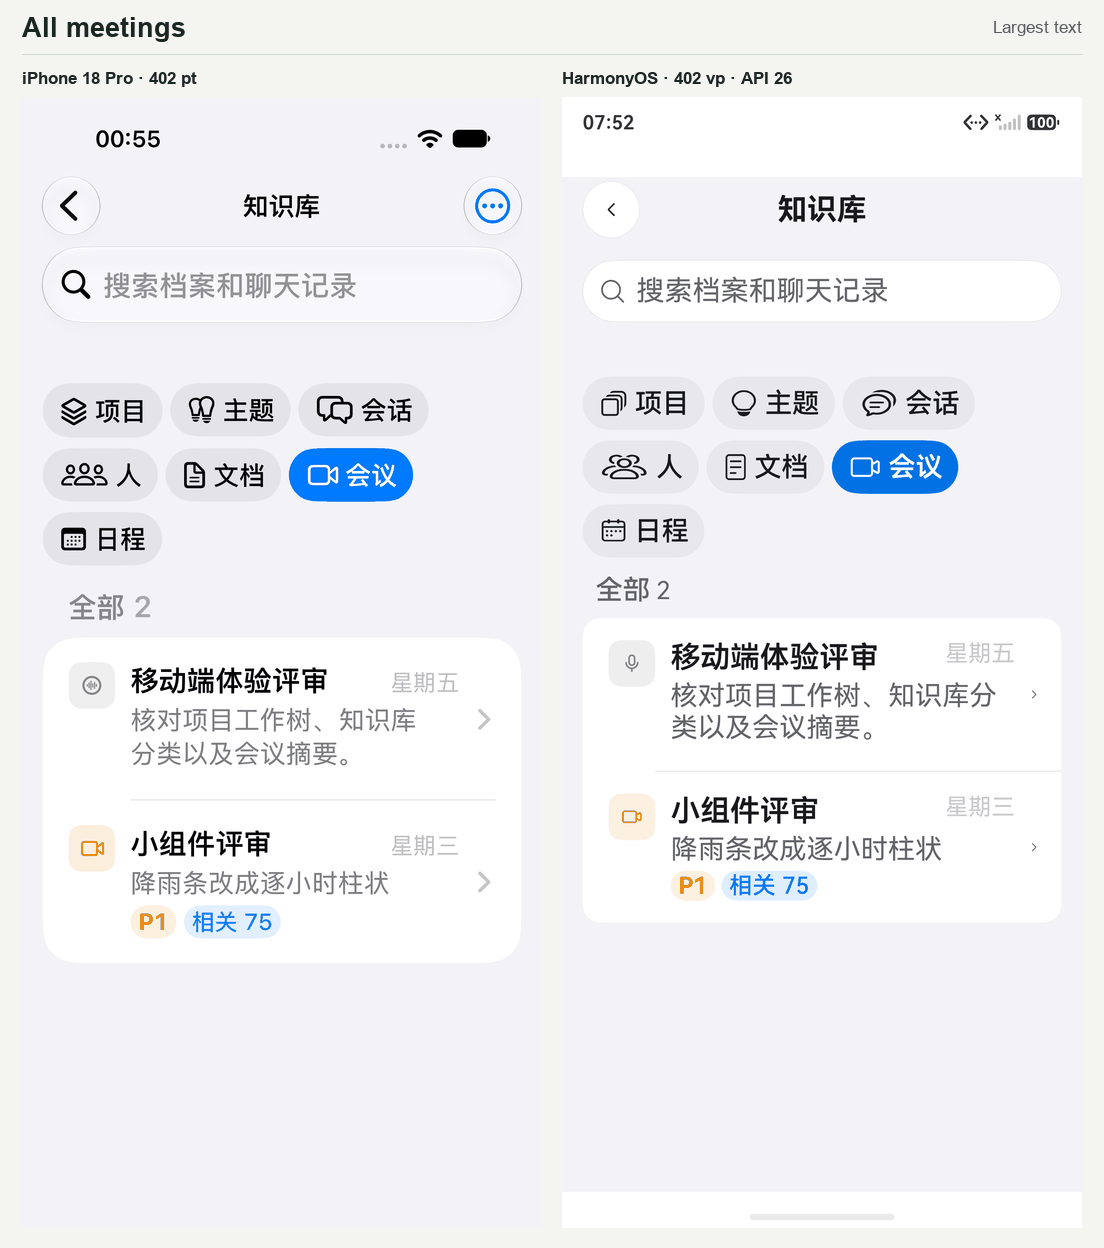 All meetings
Largest text
iPhone 18 Pro · 402 pt
00:55
知识库
搜索档案和聊天记录
项目
主题
会话
人
文档
会议
日程
全部 2
移动端体验评审
星期五
核对项目工作树、知识库
分类以及会议摘要。
小组件评审
星期三
降雨条改成逐小时柱状
P1
相关 75
HarmonyOS · 402 vp · API 26
07:52
100
知识库
搜索档案和聊天记录
项目
主题
会话
人
文档
会议
日程
全部 2
移动端体验评审
星期五
核对项目工作树、知识库分
类以及会议摘要。
小组件评审
星期三
降雨条改成逐小时柱状
P1
相关 75